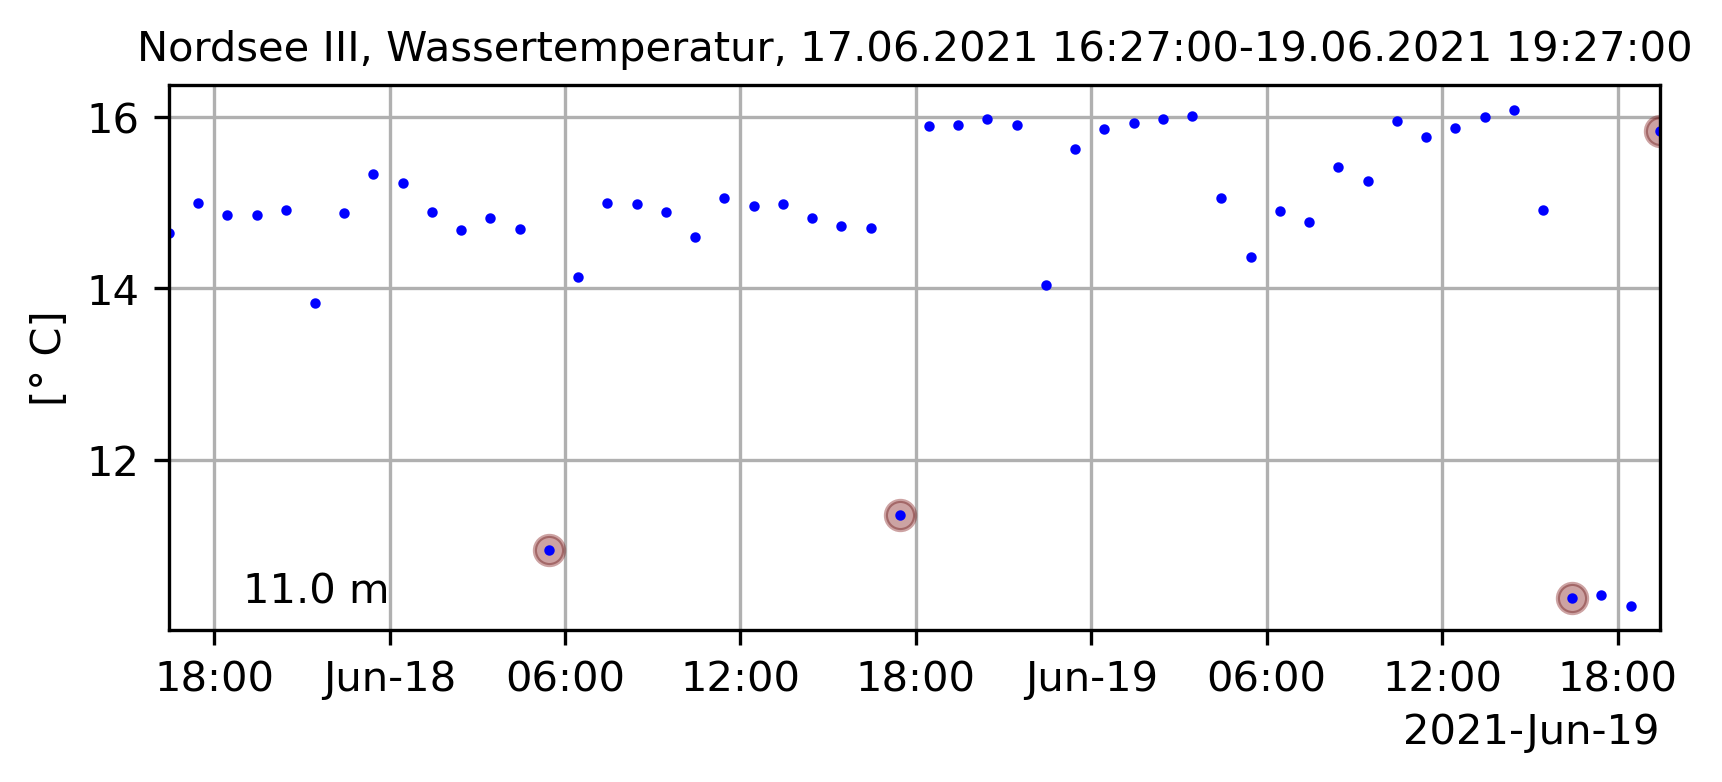 Nordsee III, Wassertemperatur, 17.06.2021 16:27:00-19.06.2021 19:27:00
16
14
12
[° C]
11.0 m
18:00 Jun-18 06:00 12:00 18:00 Jun-19 06:00 12:00 18:00
2021-Jun-19